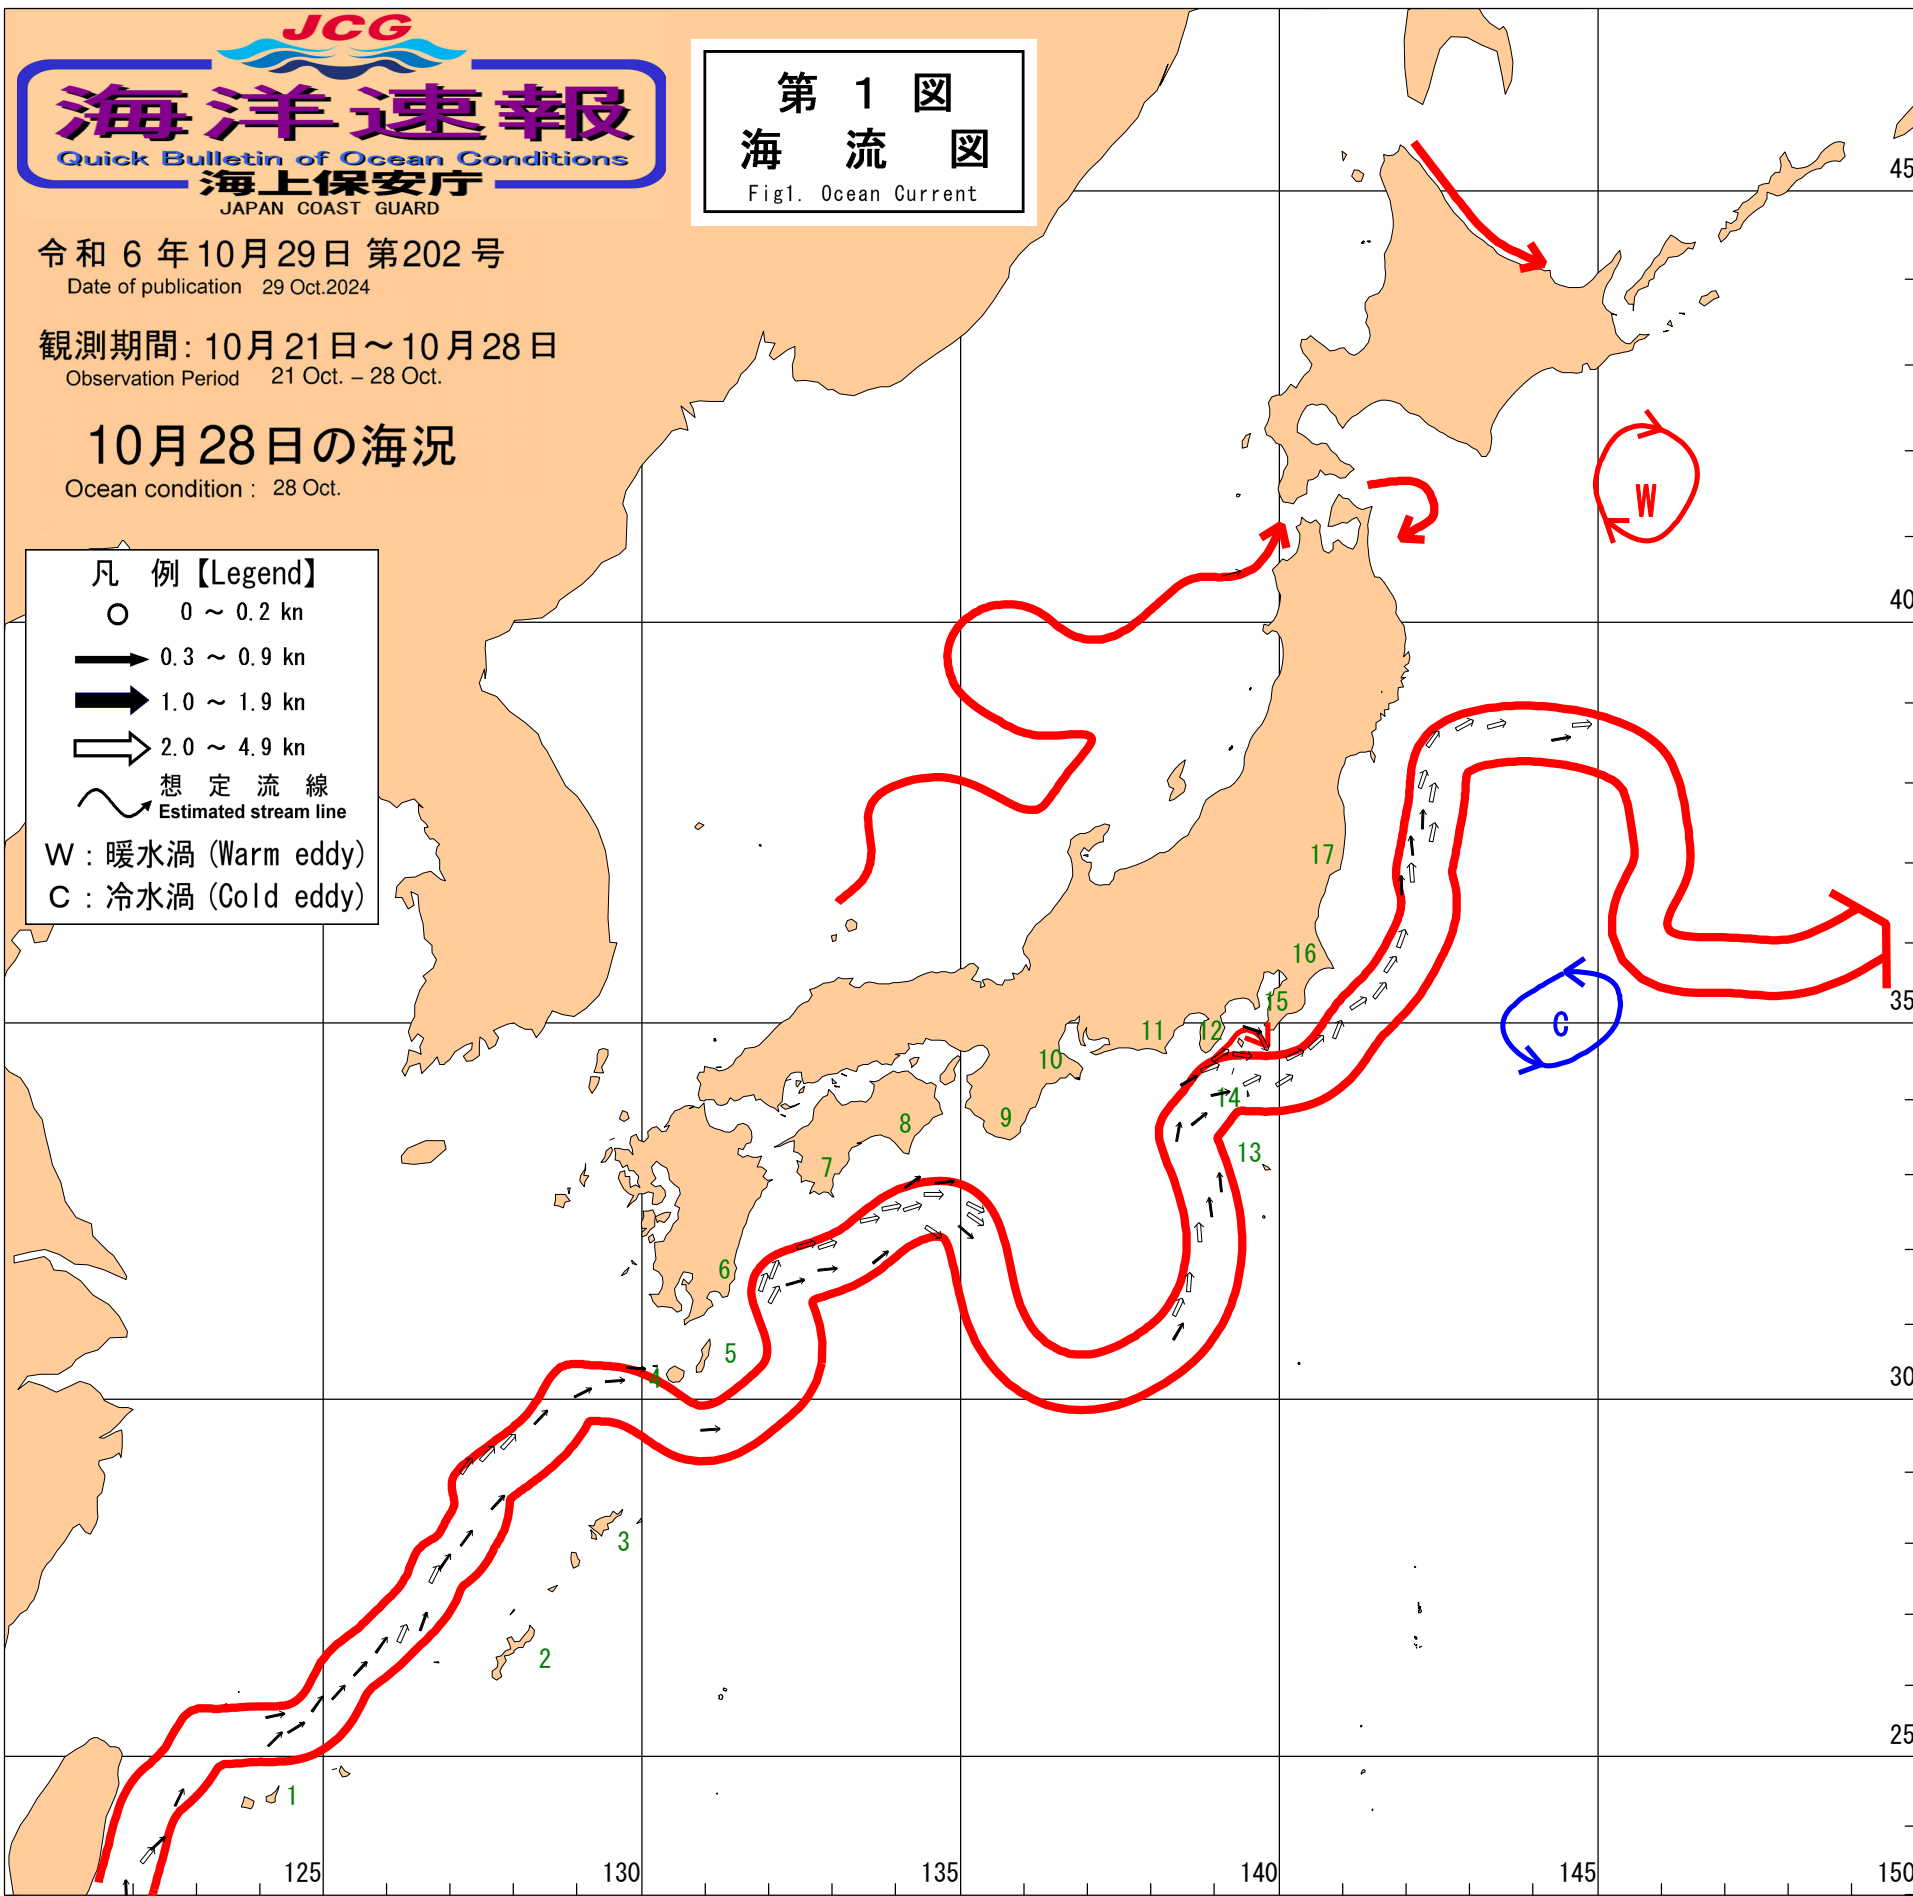 JCG
海洋速報
Quick Bulletin of Ocean Conditions
海上保安庁
JAPAN COAST GUARD
令和 6 年10月29日 第202号
Date of publication 29 Oct.2024
観測期間: 10月21日～10月28日
Observation Period 21 Oct. – 28 Oct.
10月28日の海況
Ocean condition : 28 Oct.
第 1 図
海 流 図
Fig1. Ocean Current
凡 例【Legend】
0 ～ 0.2 kn
0.3 ～ 0.9 kn
1.0 ～ 1.9 kn
2.0 ～ 4.9 kn
想 定 流 線
Estimated stream line
W : 暖水渦 (Warm eddy)
C : 冷水渦 (Cold eddy)
45
W
40
17
16
35
15
C
12
11
10
14
9
8
13
7
6
5
4
30
3
2
25
1
125
130
135
140
145
150